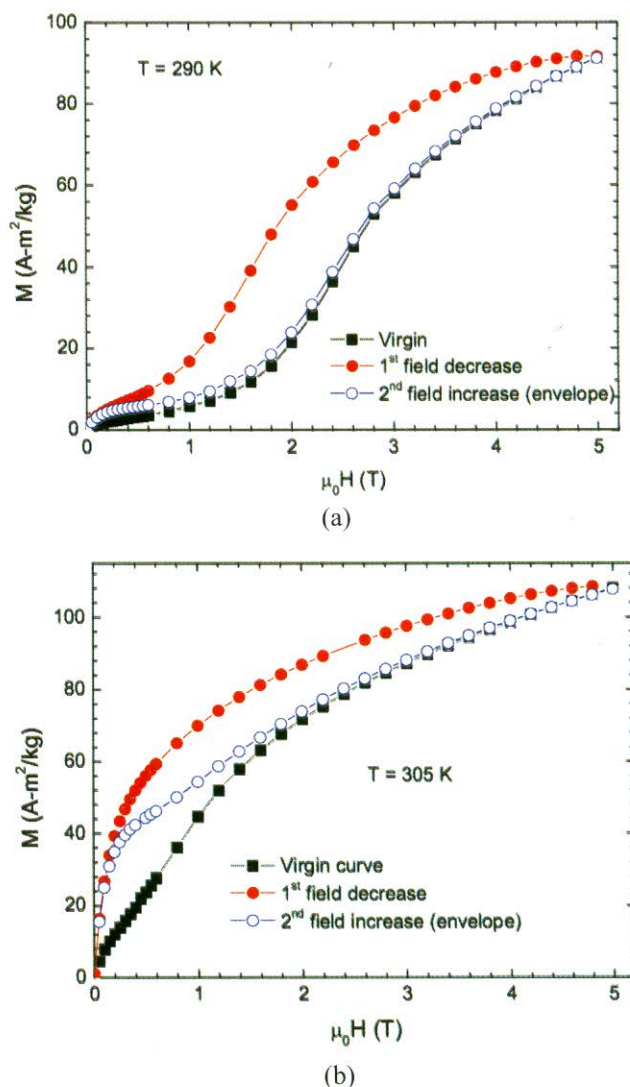 100
T = 290 K
80
60
M (A-m²/kg)
40
Virgin
1st field decrease
20
2nd field increase (envelope)
0
0 1 2 3 4 5
μ₀H (T)
(a)
100
80
60
M (A-m²/kg)
T = 305 K
40
Virgin curve
1st field decrease
20
2nd field increase (envelope)
0
0 1 2 3 4 5
μ₀H (T)
(b)